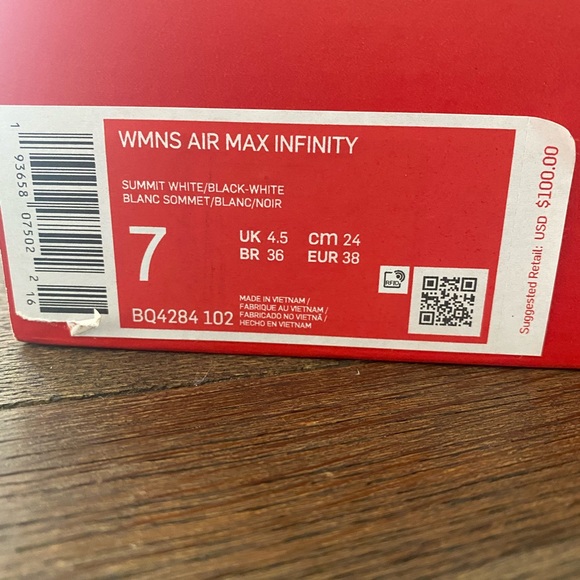 WMNS AIR MAX INFINITY
SUMMIT WHITE/BLACK-WHITE
BLANC SOMMET/BLANC/NOIR
7
UK 4.5 cm 24
BR 36 EUR 38
BQ4284 102
MADE IN VIETNAM /
FABRIQUE AU VIETNAM /
FABRICADO NO VIETNÃ /
HECHO EN VIETNAM
RFID
Suggested Retail: USD $100.00
1 93658 07502 2 16